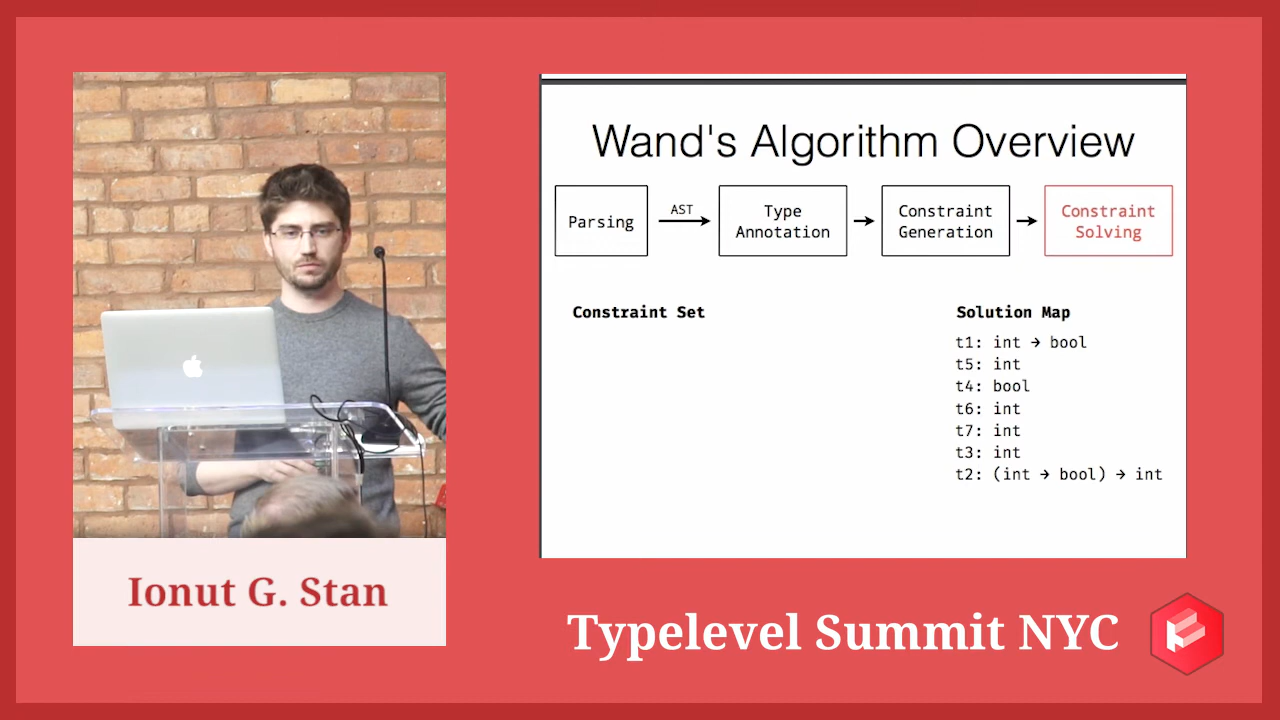 Wand's Algorithm Overview
Parsing
AST
Type
Annotation
Constraint
Generation
Constraint
Solving
Constraint Set
Solution Map
t1: int → bool
t5: int
t4: bool
t6: int
t7: int
t3: int
t2: (int → bool) → int
Ionut G. Stan
Typelevel Summit NYC